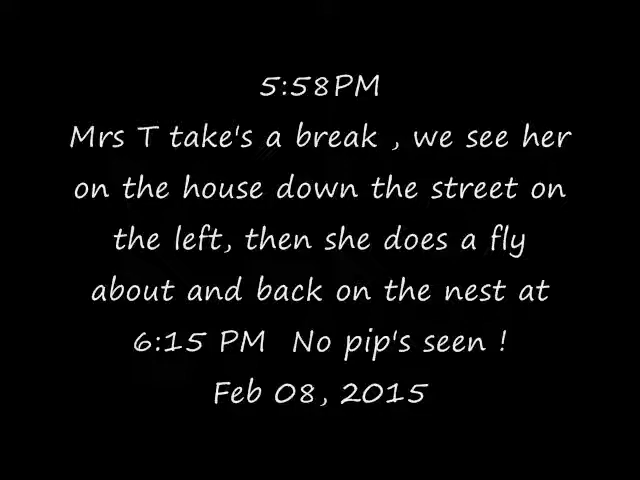 5:58PM
Mrs T take's a break , we see her
on the house down the street on
the left, then she does a fly
about and back on the nest at
6:15 PM  No pip's seen !
Feb 08, 2015